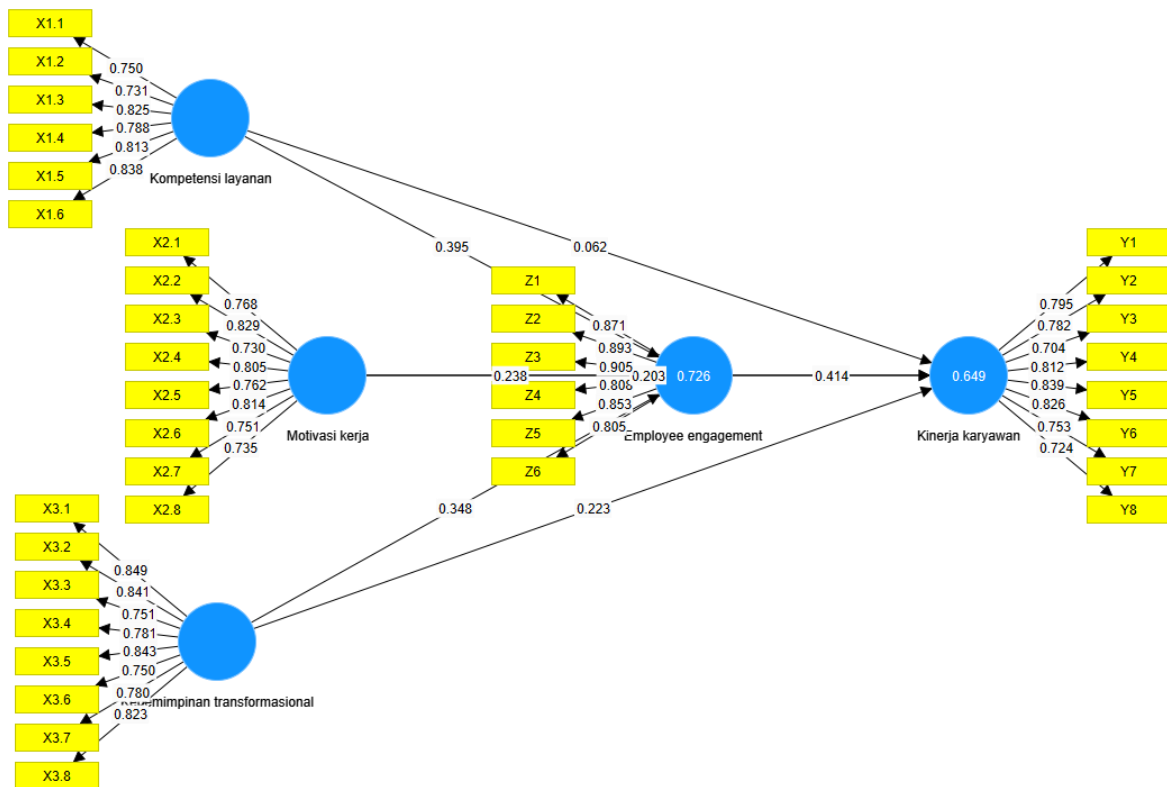 X1.1
X1.2
X1.3
X1.4
X1.5
X1.6
0.750
0.731
0.825
0.788
0.813
0.838
Kompetensi layanan
X2.1
X2.2
X2.3
X2.4
X2.5
X2.6
X2.7
X2.8
0.768
0.829
0.730
0.805
0.762
0.814
0.751
0.735
Motivasi kerja
X3.1
X3.2
X3.3
X3.4
X3.5
X3.6
X3.7
X3.8
0.849
0.841
0.751
0.781
0.843
0.750
0.780
0.823
Kepemimpinan transformasional
0.395
0.062
0.238
0.203
0.348
0.223
0.414
Z1
Z2
Z3
Z4
Z5
Z6
0.871
0.893
0.905
0.808
0.853
0.805
0.726
Employee engagement
0.649
Kinerja karyawan
0.795
0.782
0.704
0.812
0.839
0.826
0.753
0.724
Y1
Y2
Y3
Y4
Y5
Y6
Y7
Y8